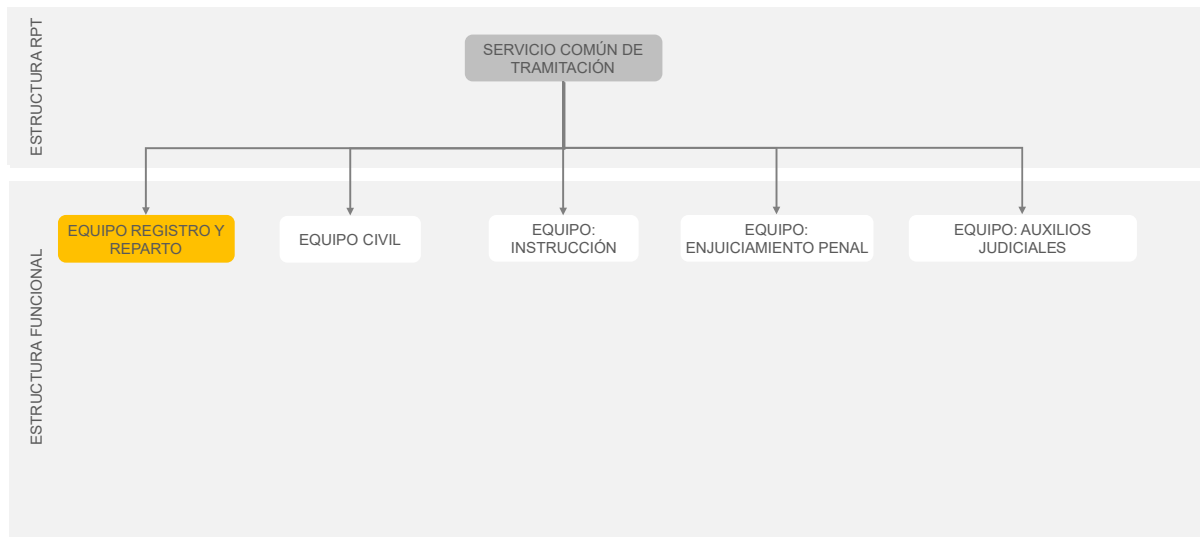 ESTRUCTURA RPT
SERVICIO COMÚN DE
TRAMITACIÓN
ESTRUCTURA FUNCIONAL
EQUIPO REGISTRO Y
REPARTO
EQUIPO CIVIL
EQUIPO:
INSTRUCCIÓN
EQUIPO:
ENJUICIAMIENTO PENAL
EQUIPO: AUXILIOS
JUDICIALES